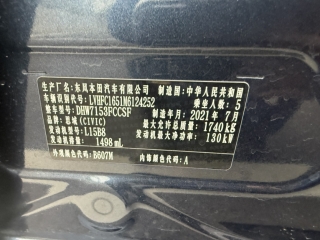 生产厂名：东风本田汽车有限公司 制造国：中华人民共和国
车辆识别代号：LVHFC1651N6124252 乘坐人数：5
整车型号：DHW7153FCCSF 制造年月：2021年7月
品牌：思域(CIVIC) 最大允许总质量：1740kg
发动机型号：L15B8 发动机最大净功率：130kW
发动机排量：1498mL
外观颜色代码：B607M 内饰颜色代码：A